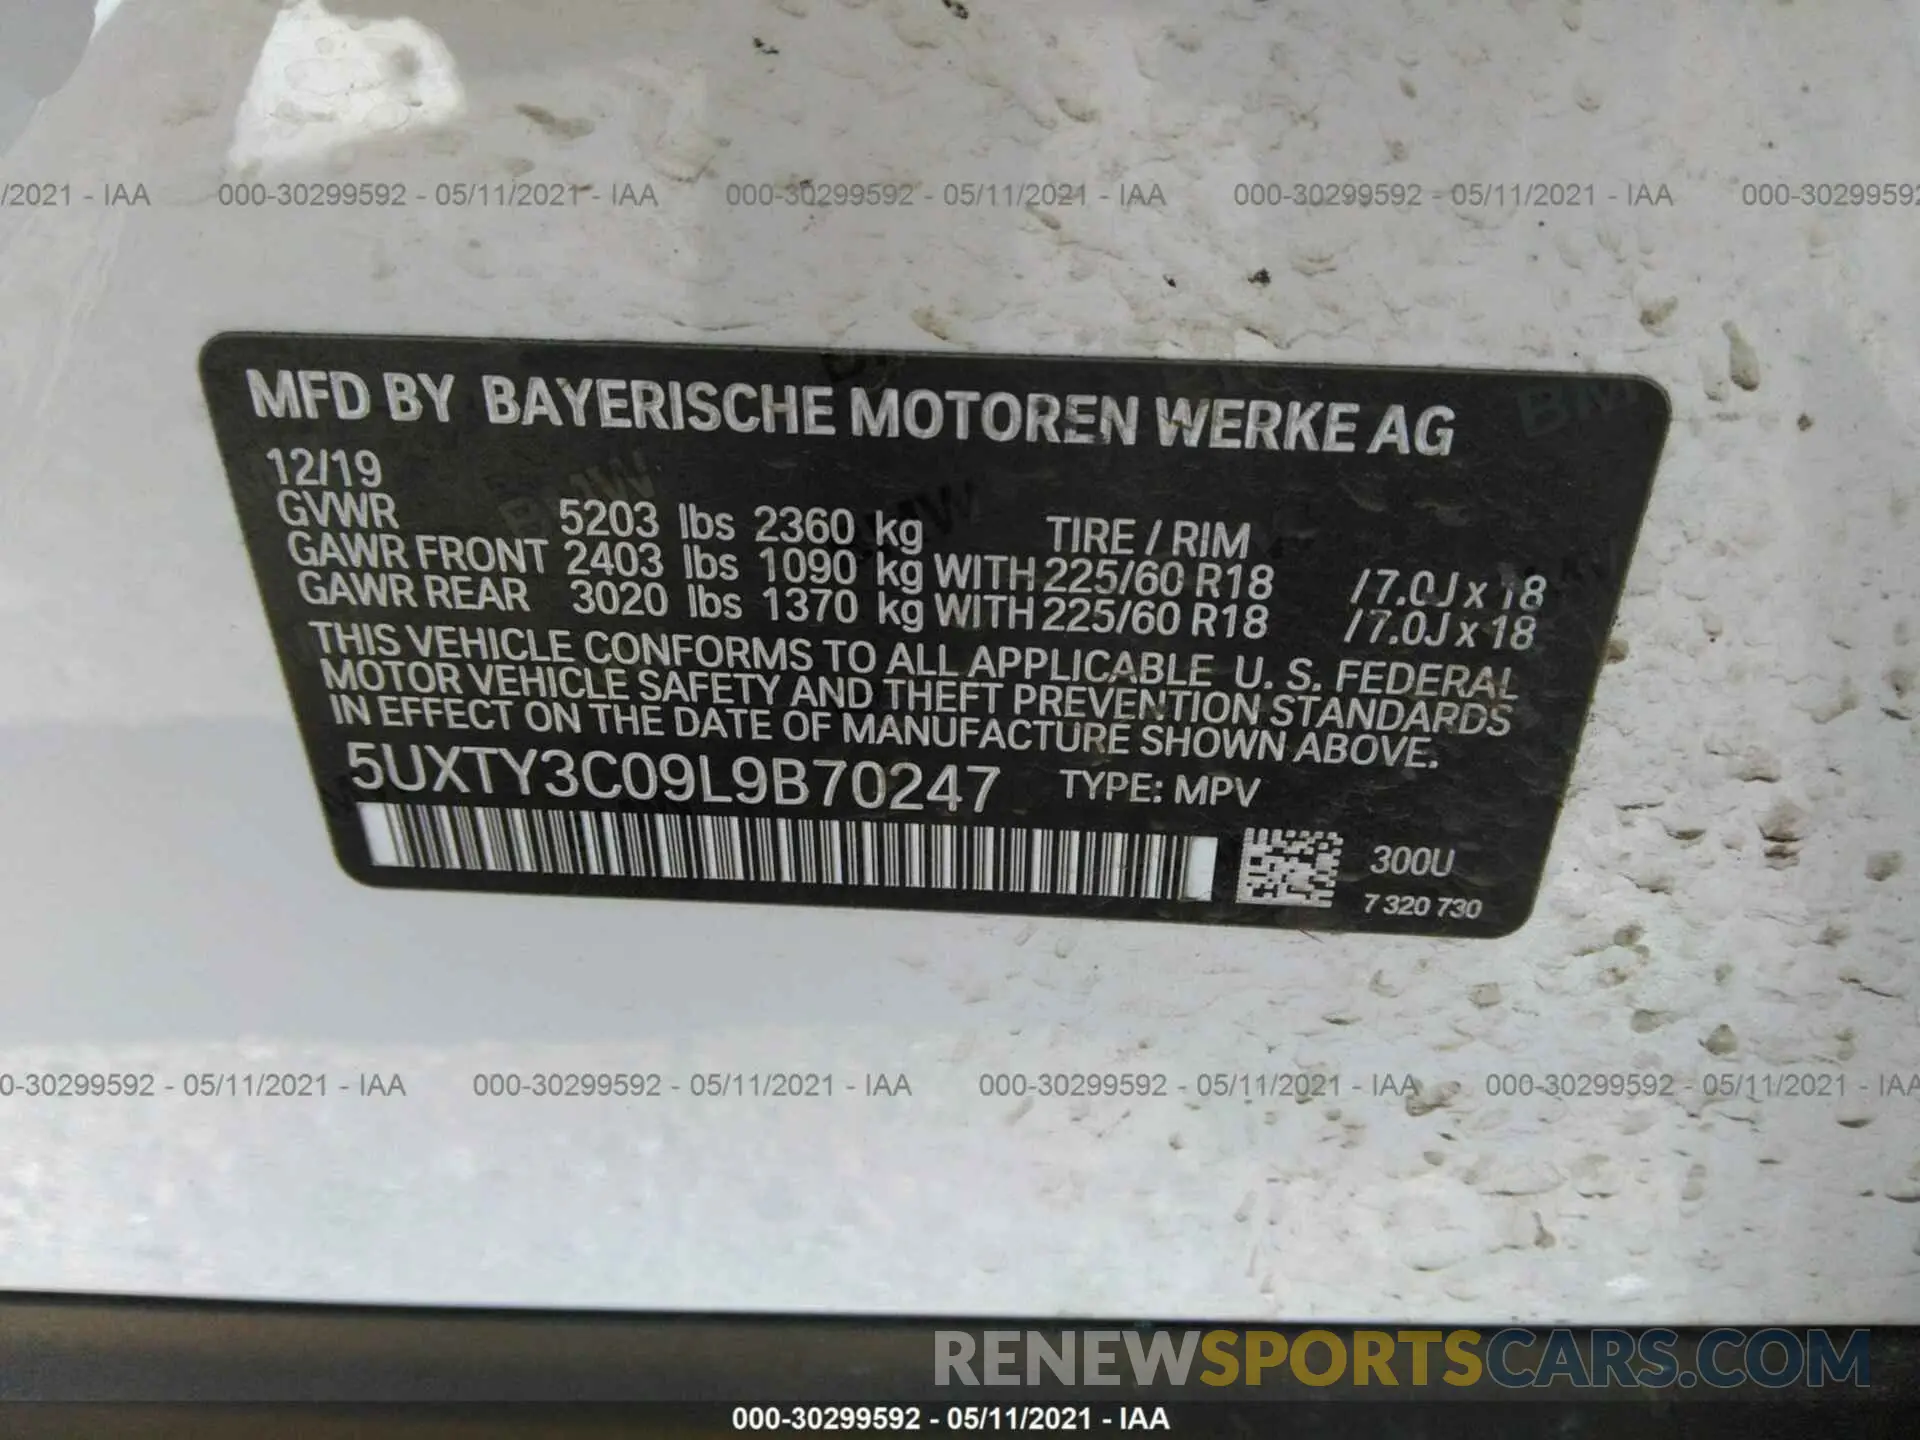 /2021 - IAA 000-30299592 - 05/11/2021 - IAA 000-30299592 - 05/11/2021 - IAA 000-30299592 - 05/11/2021 - IAA 000-30299592
MFD BY BAYERISCHE MOTOREN WERKE AG
12/19
GVWR 5203 lbs 2360 kg TIRE / RIM
GAWR FRONT 2403 lbs 1090 kg WITH 225/60 R18 /7.0J x 18
GAWR REAR 3020 lbs 1370 kg WITH 225/60 R18 /7.0J x 18
THIS VEHICLE CONFORMS TO ALL APPLICABLE U. S. FEDERAL
MOTOR VEHICLE SAFETY AND THEFT PREVENTION STANDARDS
IN EFFECT ON THE DATE OF MANUFACTURE SHOWN ABOVE.
5UXTY3C09L9B70247 TYPE: MPV
300U
7 320 730
0-30299592 - 05/11/2021 - IAA 000-30299592 - 05/11/2021 - IAA 000-30299592 - 05/11/2021 - IAA 000-30299592 - 05/11/2021 - IAA
RENEWSPORTSCARS.COM
000-30299592 - 05/11/2021 - IAA